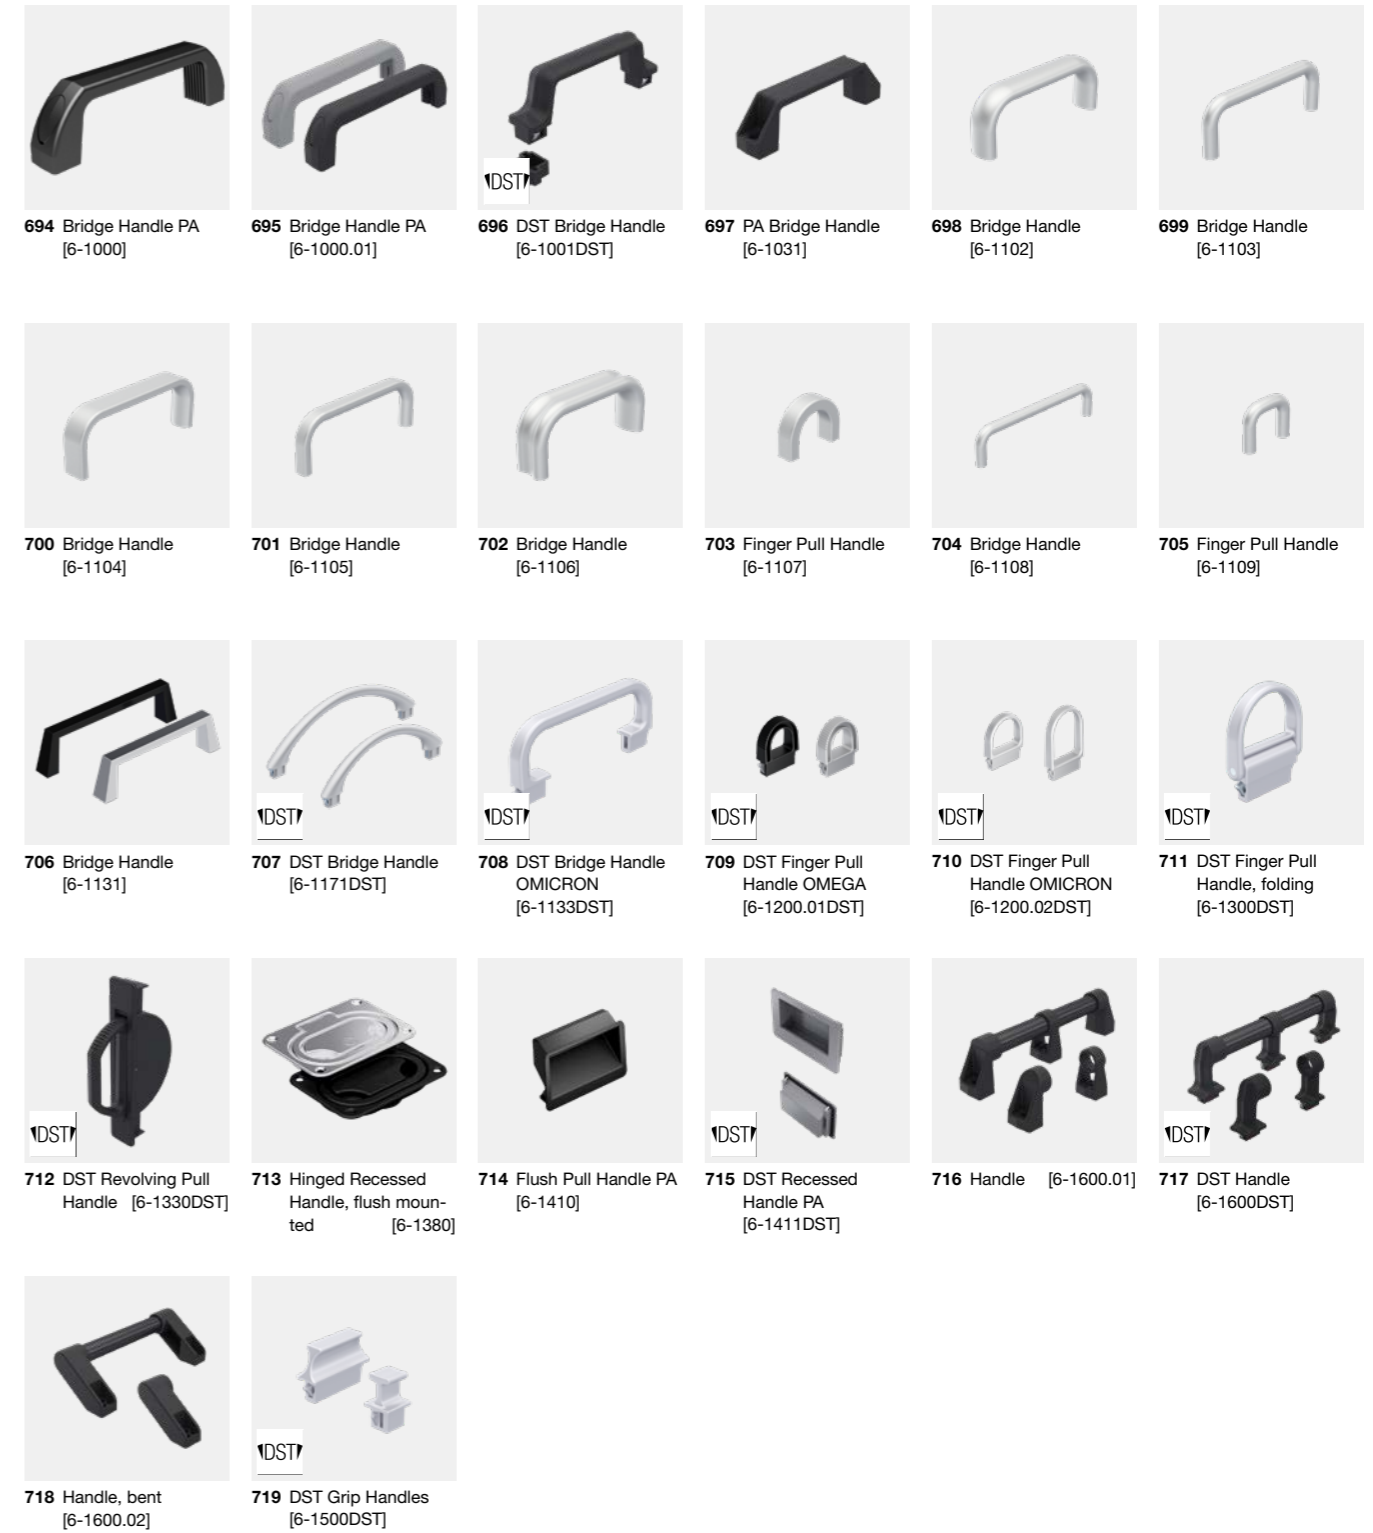 DST
694 Bridge Handle PA
[6-1000]
695 Bridge Handle PA
[6-1000.01]
696 DST Bridge Handle
[6-1001DST]
697 PA Bridge Handle
[6-1031]
698 Bridge Handle
[6-1102]
699 Bridge Handle
[6-1103]
700 Bridge Handle
[6-1104]
701 Bridge Handle
[6-1105]
702 Bridge Handle
[6-1106]
703 Finger Pull Handle
[6-1107]
704 Bridge Handle
[6-1108]
705 Finger Pull Handle
[6-1109]
DST
DST
DST
DST
DST
706 Bridge Handle
[6-1131]
707 DST Bridge Handle
[6-1171DST]
708 DST Bridge Handle
OMICRON
[6-1133DST]
709 DST Finger Pull
Handle OMEGA
[6-1200.01DST]
710 DST Finger Pull
Handle OMICRON
[6-1200.02DST]
711 DST Finger Pull
Handle, folding
[6-1300DST]
DST
DST
DST
712 DST Revolving Pull
Handle [6-1330DST]
713 Hinged Recessed
Handle, flush moun-
ted [6-1380]
714 Flush Pull Handle PA
[6-1410]
715 DST Recessed
Handle PA
[6-1411DST]
716 Handle [6-1600.01]
717 DST Handle
[6-1600DST]
DST
718 Handle, bent
[6-1600.02]
719 DST Grip Handles
[6-1500DST]